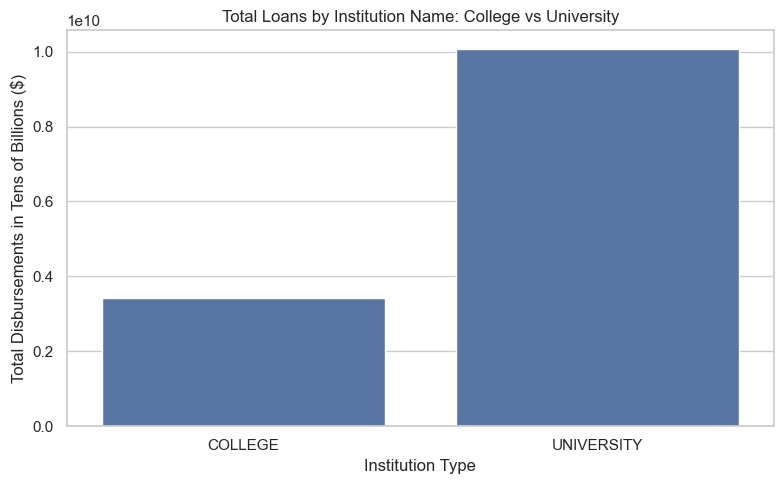 Total Loans by Institution Name: College vs University
1e10
Total Disbursements in Tens of Billions ($)
1.0
0.8
0.6
0.4
0.2
0.0
COLLEGE
UNIVERSITY
Institution Type